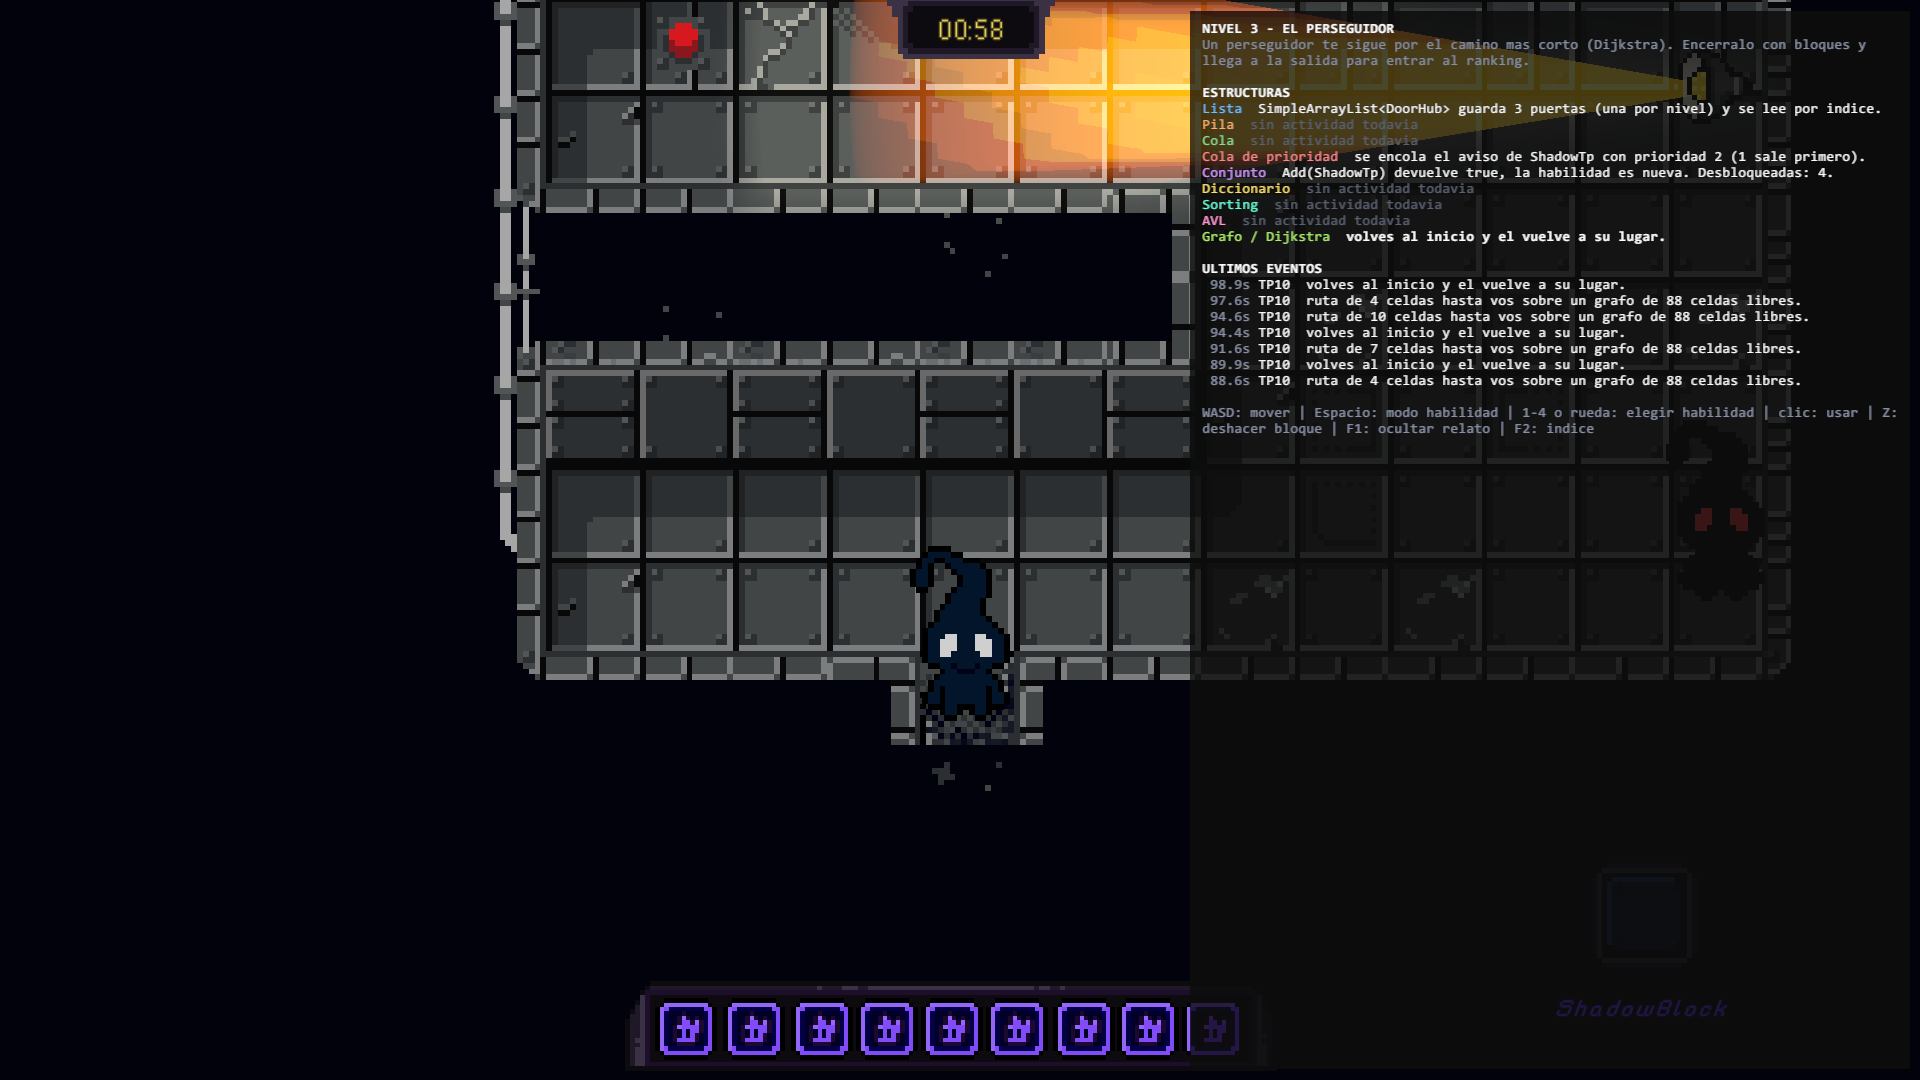 00:58
NIVEL 3 - EL PERSEGUIDOR
Un perseguidor te sigue por el camino mas corto (Dijkstra). Encerralo con bloques y
llega a la salida para entrar al ranking.
ESTRUCTURAS
Lista SimpleArrayList<DoorHub> guarda 3 puertas (una por nivel) y se lee por indice.
Pila sin actividad todavia
Cola sin actividad todavia
Cola de prioridad se encola el aviso de ShadowTp con prioridad 2 (1 sale primero).
Conjunto Add(ShadowTp) devuelve true, la habilidad es nueva. Desbloqueadas: 4.
Diccionario sin actividad todavia
Sorting sin actividad todavia
AVL sin actividad todavia
Grafo / Dijkstra volves al inicio y el vuelve a su lugar.
ULTIMOS EVENTOS
98.9s TP10 volves al inicio y el vuelve a su lugar.
97.6s TP10 ruta de 4 celdas hasta vos sobre un grafo de 88 celdas libres.
94.6s TP10 ruta de 10 celdas hasta vos sobre un grafo de 88 celdas libres.
94.4s TP10 volves al inicio y el vuelve a su lugar.
91.6s TP10 ruta de 7 celdas hasta vos sobre un grafo de 88 celdas libres.
89.9s TP10 volves al inicio y el vuelve a su lugar.
88.6s TP10 ruta de 4 celdas hasta vos sobre un grafo de 88 celdas libres.
WASD: mover | Espacio: modo habilidad | 1-4 o rueda: elegir habilidad | clic: usar | Z:
deshacer bloque | F1: ocultar relato | F2: indice
ShadowBlock